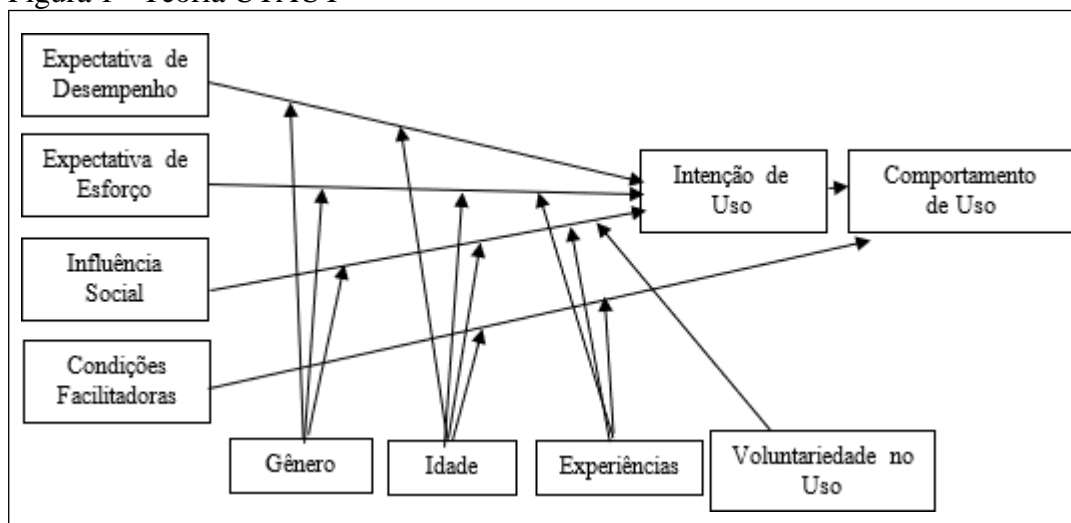 Figura 1 - Teoria UTAUT
Expectativa de
Desempenho
Expectativa de
Esforço
Influência
Social
Condições
Facilitadoras
Intenção de
Uso
Comportamento
de Uso
Gênero
Idade
Experiências
Voluntariedade no
Uso